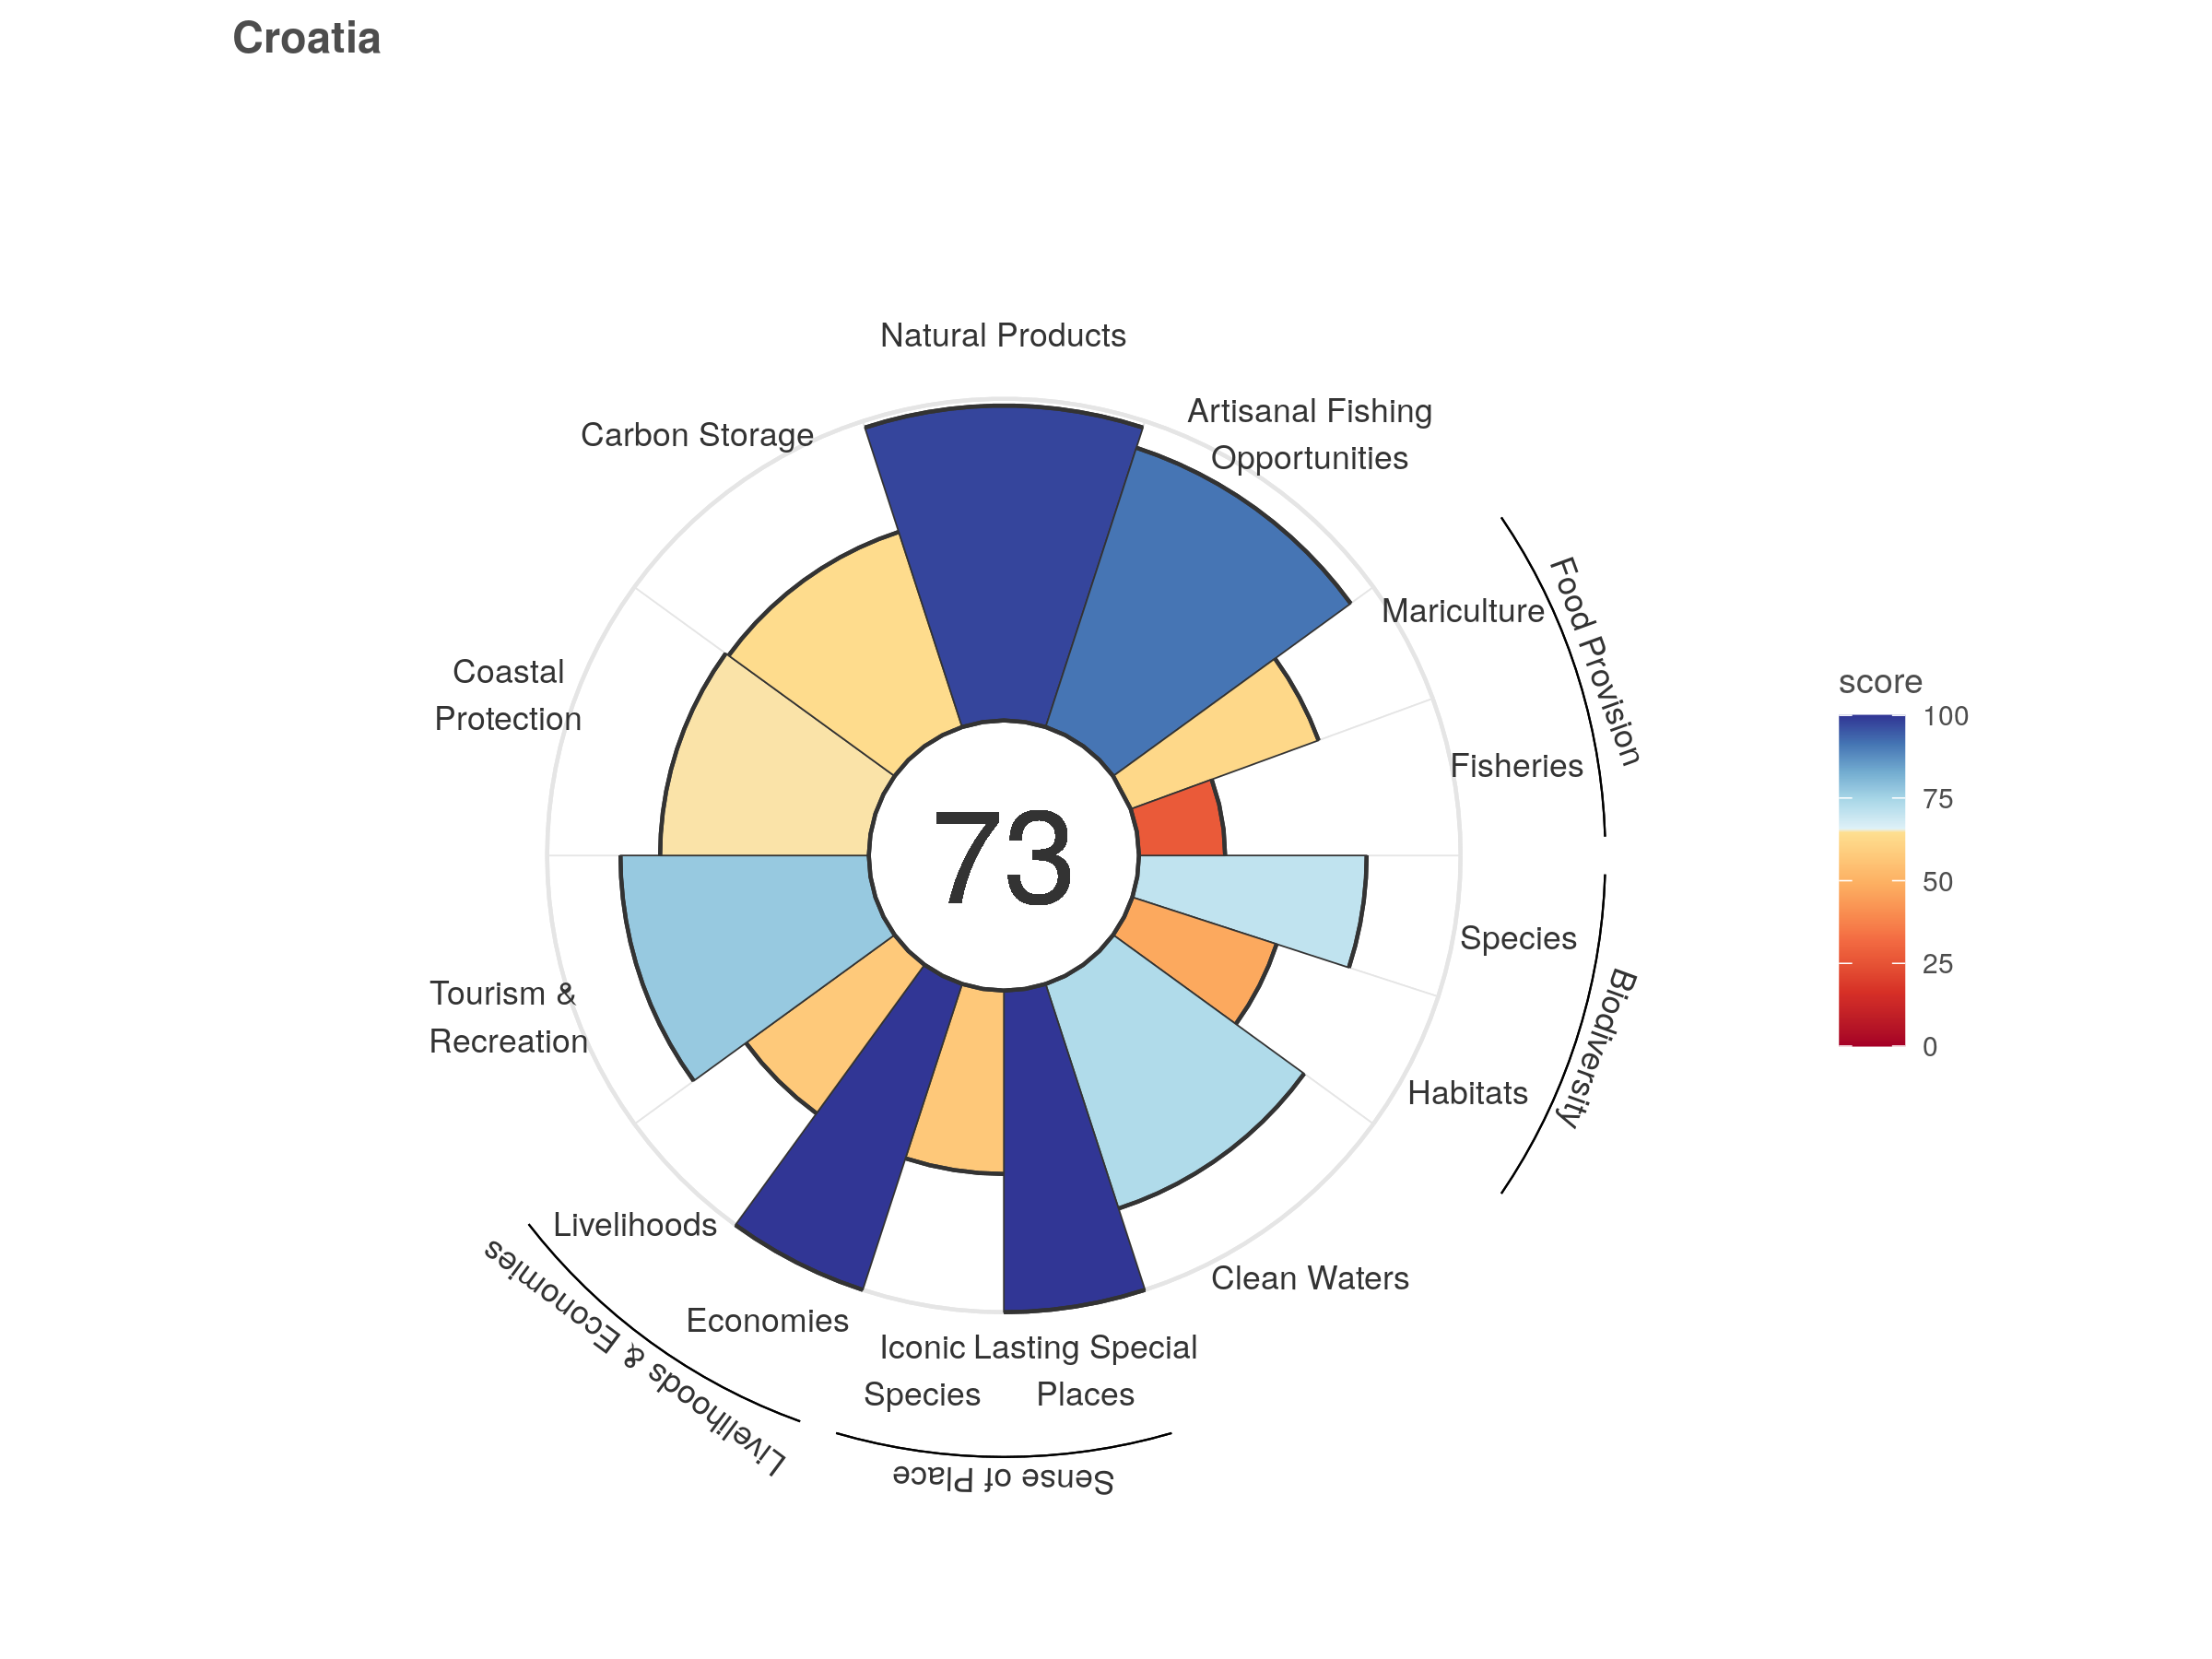 Croatia
Natural Products
Artisanal Fishing
Opportunities
Carbon Storage
Mariculture
Food Provision
Coastal
Protection
Fisheries
73
Species
Biodiversity
Tourism &
Recreation
Habitats
Livelihoods
Clean Waters
Economies
Livelihoods & Economies
Iconic
Species
Lasting Special
Places
Sense of Place
score
100
75
50
25
0